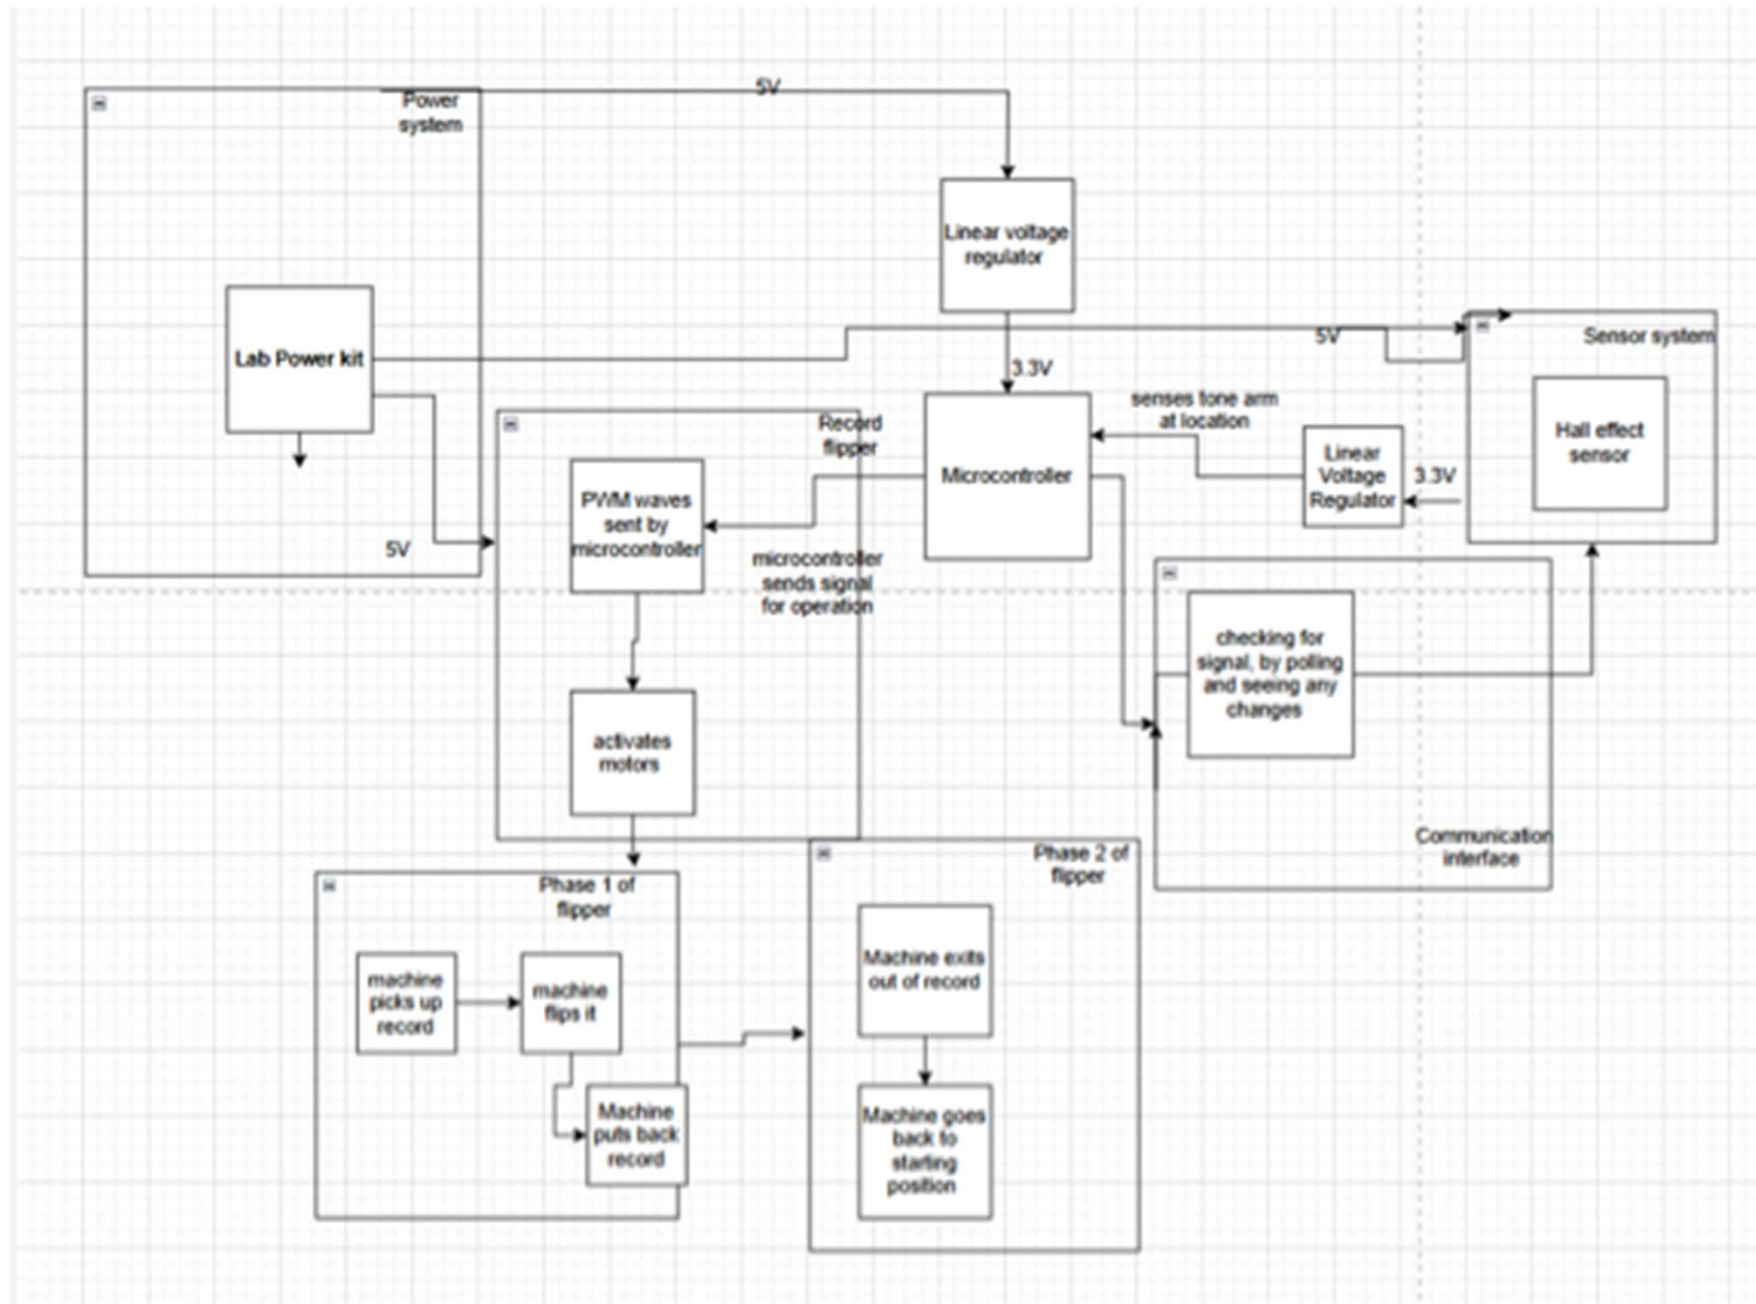 5V
Power
system
Linear voltage
regulator
Lab Power kit
5V
Sensor system
3.3V
senses tone arm
at location
Record
flipper
Hall effect
sensor
Microcontroller
Linear
Voltage
Regulator
3.3V
PWM waves
sent by
microcontroller
5V
microcontroller
sends signal
for operation
checking for
signal, by polling
and seeing any
changes
activates
motors
Communication
interface
Phase 2 of
flipper
Phase 1 of
flipper
Machine exits
out of record
machine
picks up
record
machine
flips it
Machine
puts back
record
Machine goes
back to
starting
position